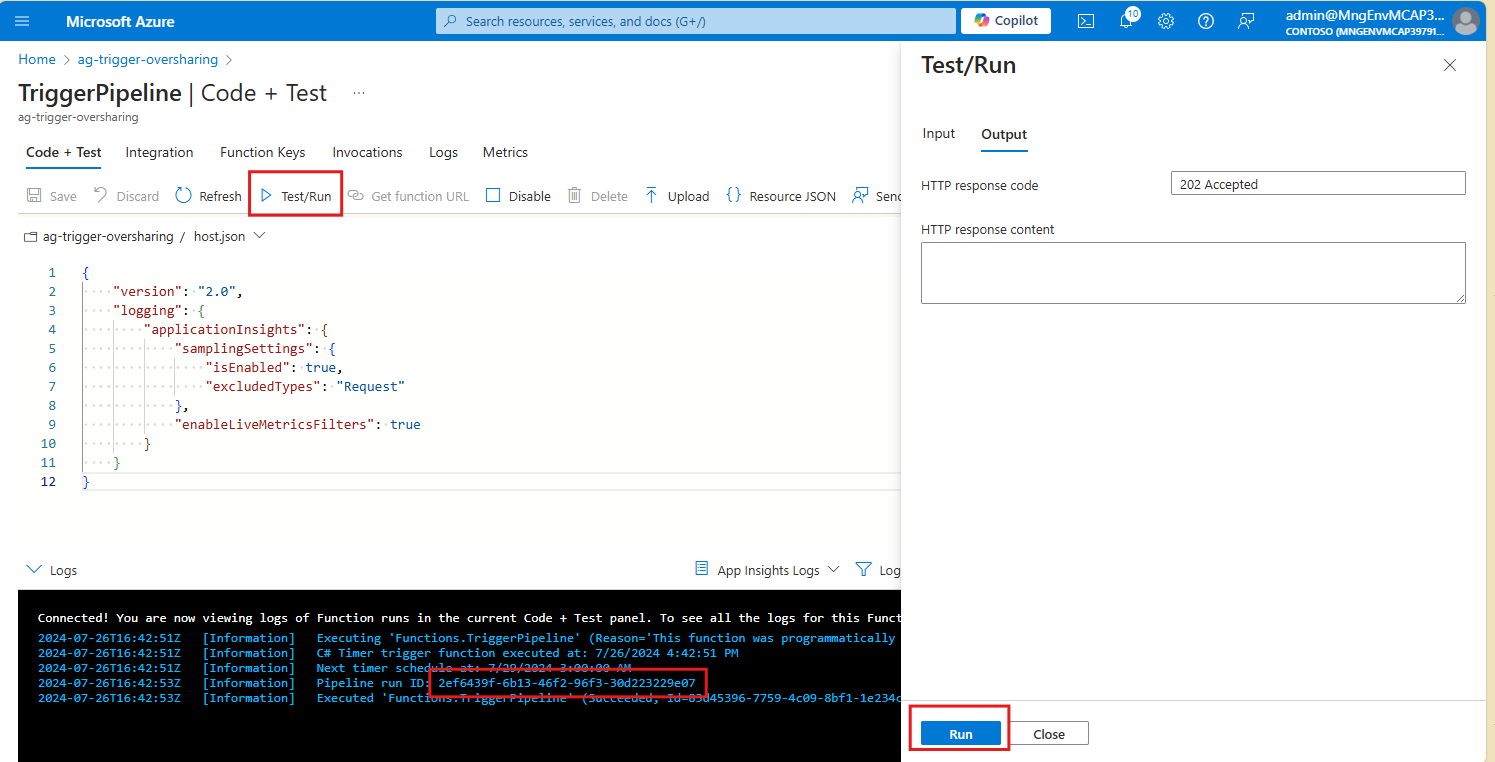 Microsoft Azure
Search resources, services, and docs (G+/)
Copilot
10
admin@MngEnvMCAP3...
CONTOSO (MNGENVMCAP39791...
Home > ag-trigger-oversharing >
TriggerPipeline | Code + Test ...
ag-trigger-oversharing
Code + Test Integration Function Keys Invocations Logs Metrics
Save Discard Refresh Test/Run Get function URL Disable Delete Upload Resource JSON Send
ag-trigger-oversharing / host.json
1 {
2 "version": "2.0",
3 "logging": {
4 "applicationInsights": {
5 "samplingSettings": {
6 "isEnabled": true,
7 "excludedTypes": "Request"
8 },
9 "enableLiveMetricsFilters": true
10 }
11 }
12 }
Logs
App Insights Logs
Log
Connected! You are now viewing logs of Function runs in the current Code + Test panel. To see all the logs for this Funct
2024-07-26T16:42:51Z [Information] Executing 'Functions.TriggerPipeline' (Reason='This function was programmatically
2024-07-26T16:42:51Z [Information] C# Timer trigger function executed at: 7/26/2024 4:42:51 PM
2024-07-26T16:42:51Z [Information] Next timer schedule at: 7/29/2024 3:00:00 AM
2024-07-26T16:42:53Z [Information] Pipeline run ID: 2ef6439f-6b13-46f2-96f3-30d223229e07
2024-07-26T16:42:53Z [Information] Executed 'Functions.TriggerPipeline' (Succeeded, Id=83d45396-7759-4c09-8bf1-1e234c
Test/Run
Input Output
HTTP response code
202 Accepted
HTTP response content
Run Close